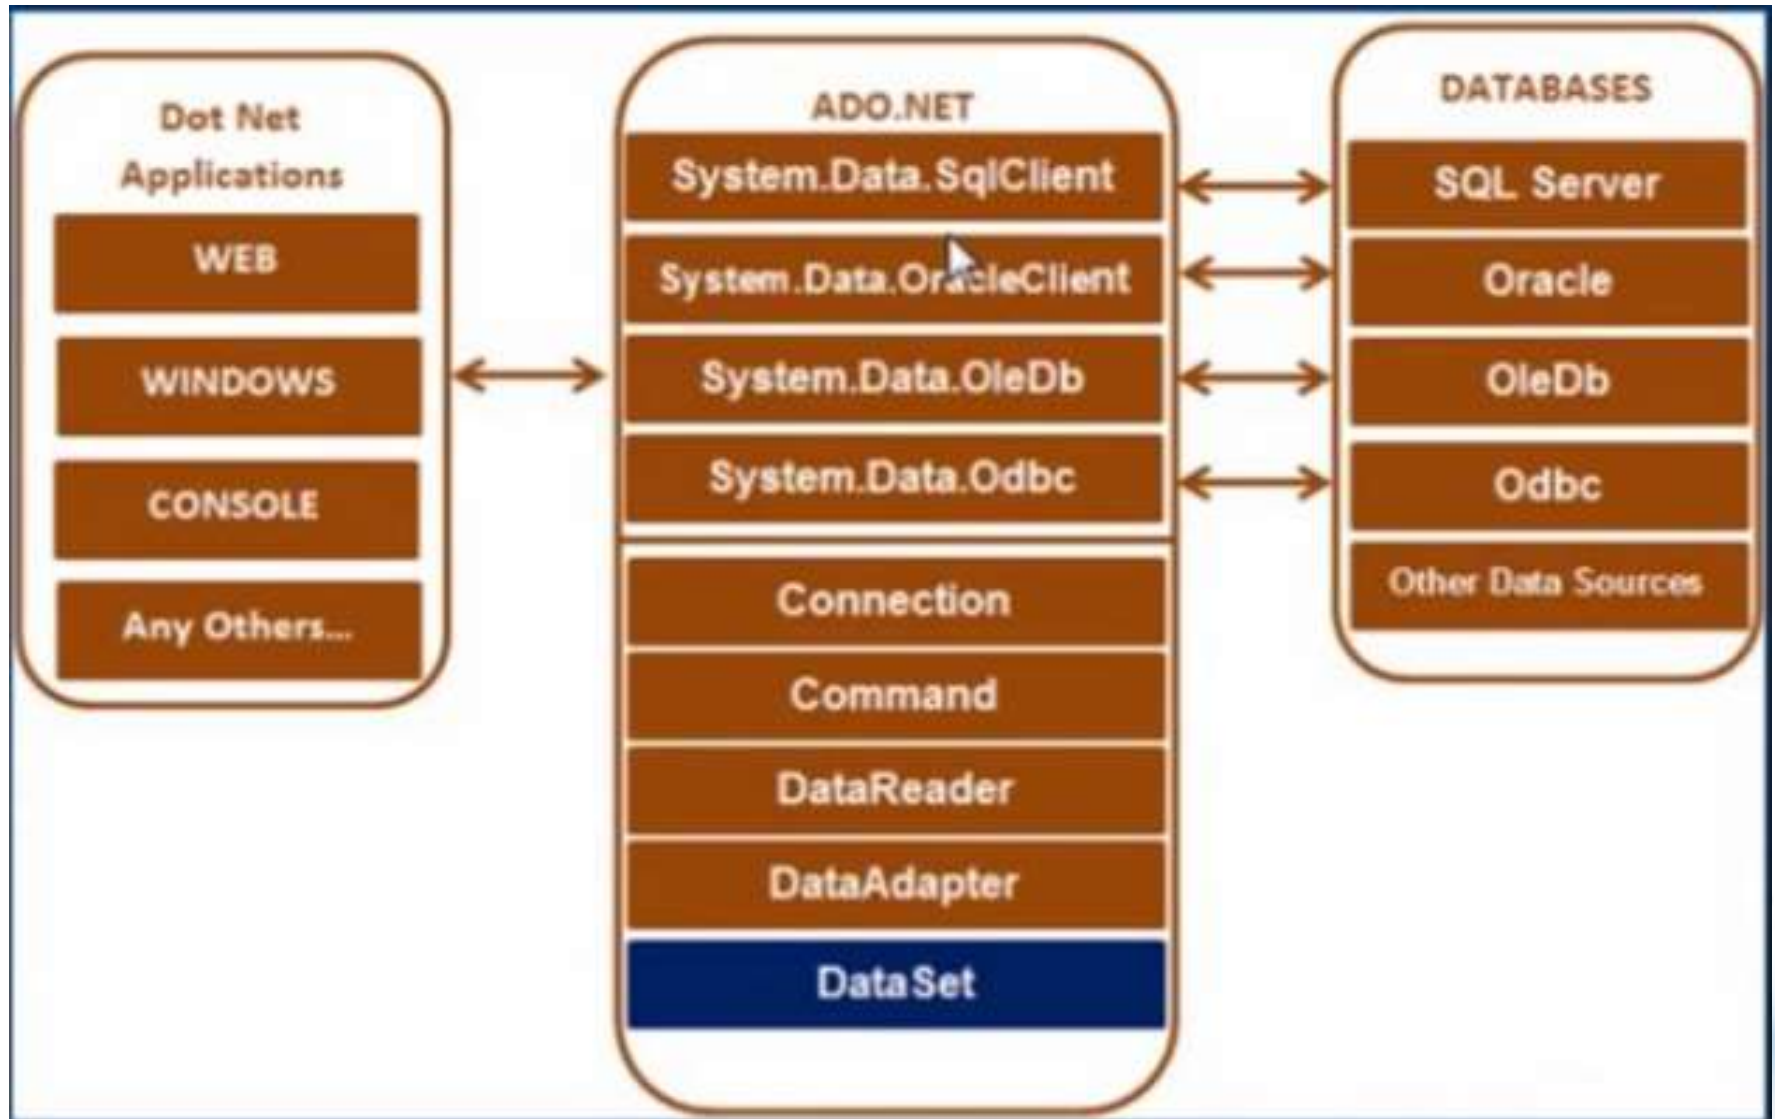 Dot Net
Applications
WEB
WINDOWS
CONSOLE
Any Others...
ADO.NET
System.Data.SqlClient
System.Data.OracleClient
System.Data.OleDb
System.Data.Odbc
Connection
Command
DataReader
DataAdapter
DataSet
DATABASES
SQL Server
Oracle
OleDb
Odbc
Other Data Sources